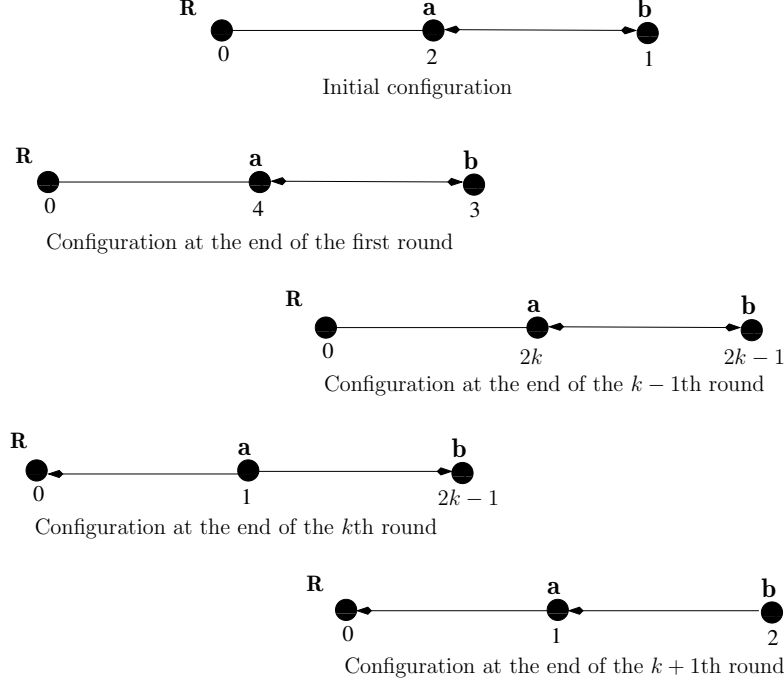 R a b
0 2 1
Initial configuration
R a b
0 4 3
Configuration at the end of the first round
R a b
0 2k 2k − 1
Configuration at the end of the k − 1th round
R a b
0 1 2k − 1
Configuration at the end of the kth round
R a b
0 1 2
Configuration at the end of the k + 1th round